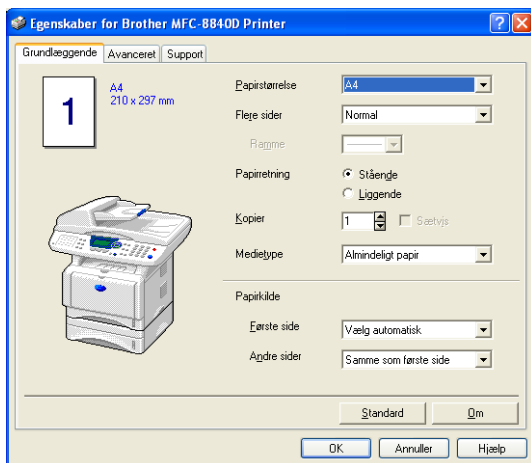 Egenskaber for Brother MFC-8840D Printer
Grundlæggende Avanceret Support
1
A4
210 x 297 mm
Papirstørrelse A4
Flere sider Normal
Ramme
Papirretning Stående
Liggende
Kopier 1 Sætvis
Medietype Almindeligt papir
Papirkilde
Første side Vælg automatisk
Andre sider Samme som første side
Standard Om
OK Annuller Hjælp